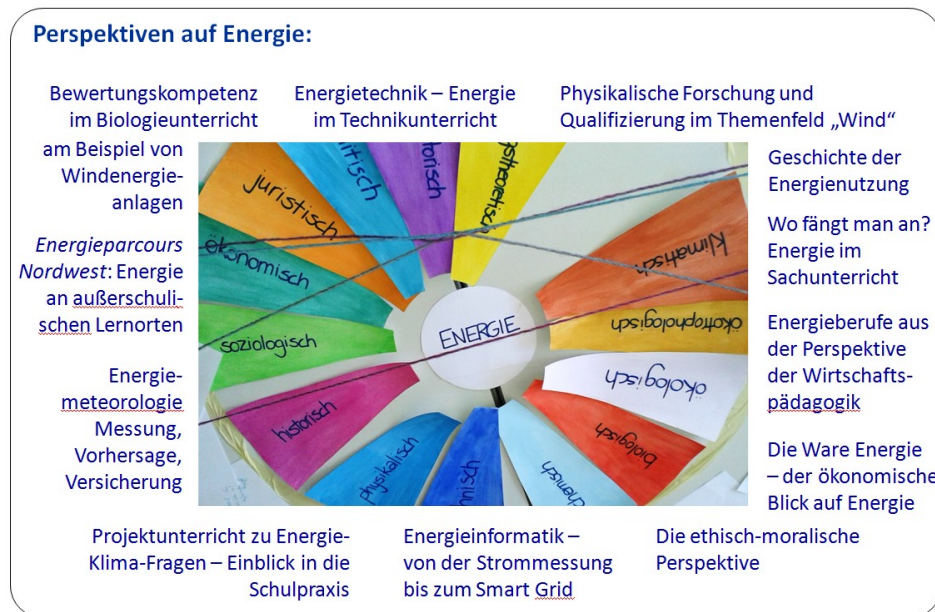 Perspektiven auf Energie:
Bewertungskompetenz
im Biologieunterricht
am Beispiel von
Windenergie-
anlagen
Energietechnik – Energie
im Technikunterricht
Physikalische Forschung und
Qualifizierung im Themenfeld „Wind“
Energieparcours
Nordwest: Energie
an außerschuli-
schen Lernorten
Energie-
meteorologie
Messung,
Vorhersage,
Versicherung
juristisch
ökonomisch
soziologisch
historisch
physikalisch
chemisch
biologisch
ökologisch
ökotrophologisch
klimatisch
ENERGIE
Geschichte der
Energienutzung
Wo fängt man an?
Energie im
Sachunterricht
Energieberufe aus
der Perspektive
der Wirtschafts-
pädagogik
Die Ware Energie
– der ökonomische
Blick auf Energie
Projektunterricht zu Energie-
Klima-Fragen – Einblick in die
Schulpraxis
Energieinformatik –
von der Strommessung
bis zum Smart Grid
Die ethisch-moralische
Perspektive